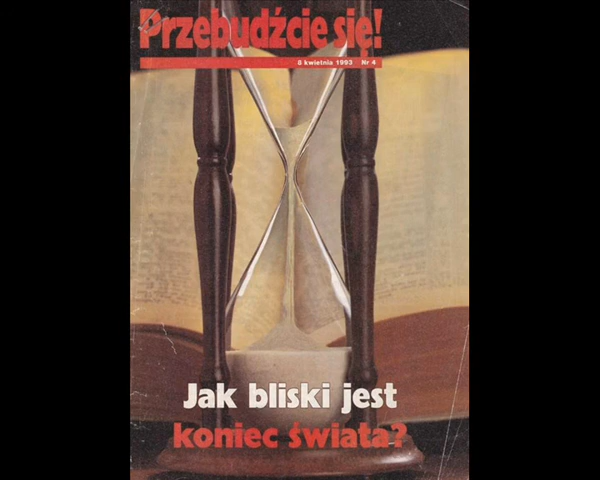 Przebudźcie się!
8 kwietnia 1993 Nr 4
Jak bliski jest
koniec świata?